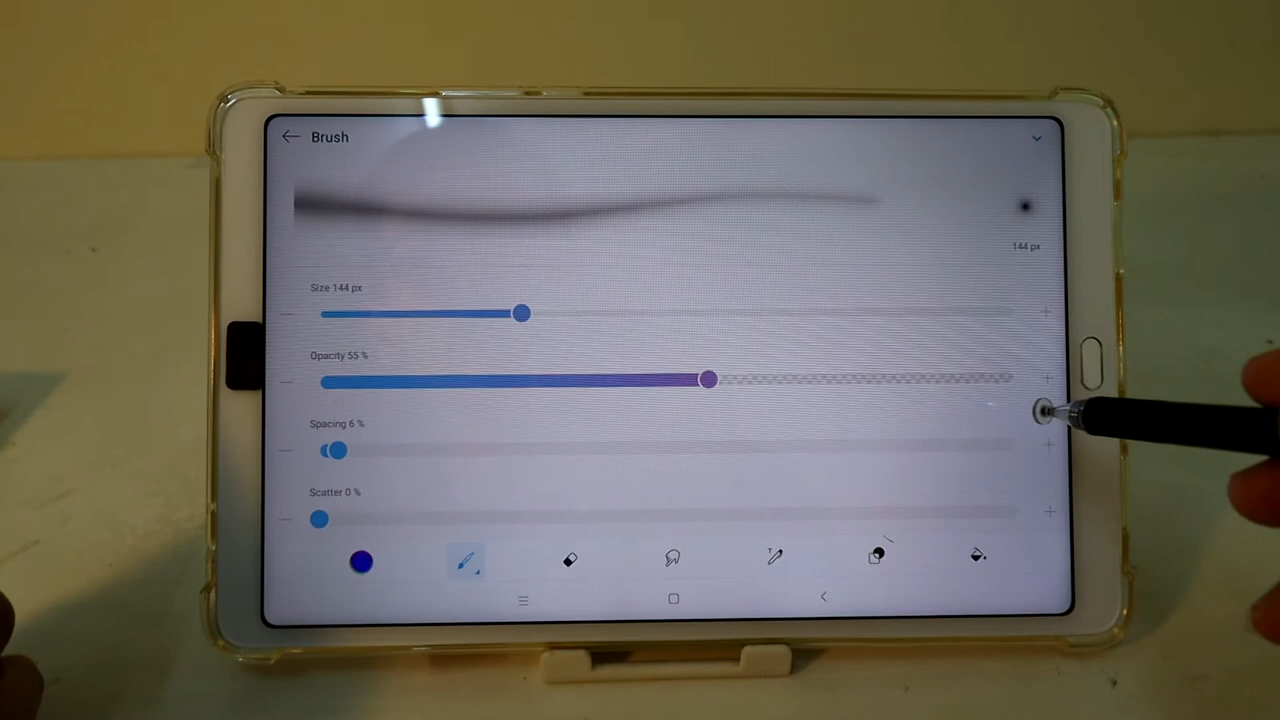 Brush
144 px
Size 144 px
Opacity 55 %
Spacing 6 %
Scatter 0 %
T